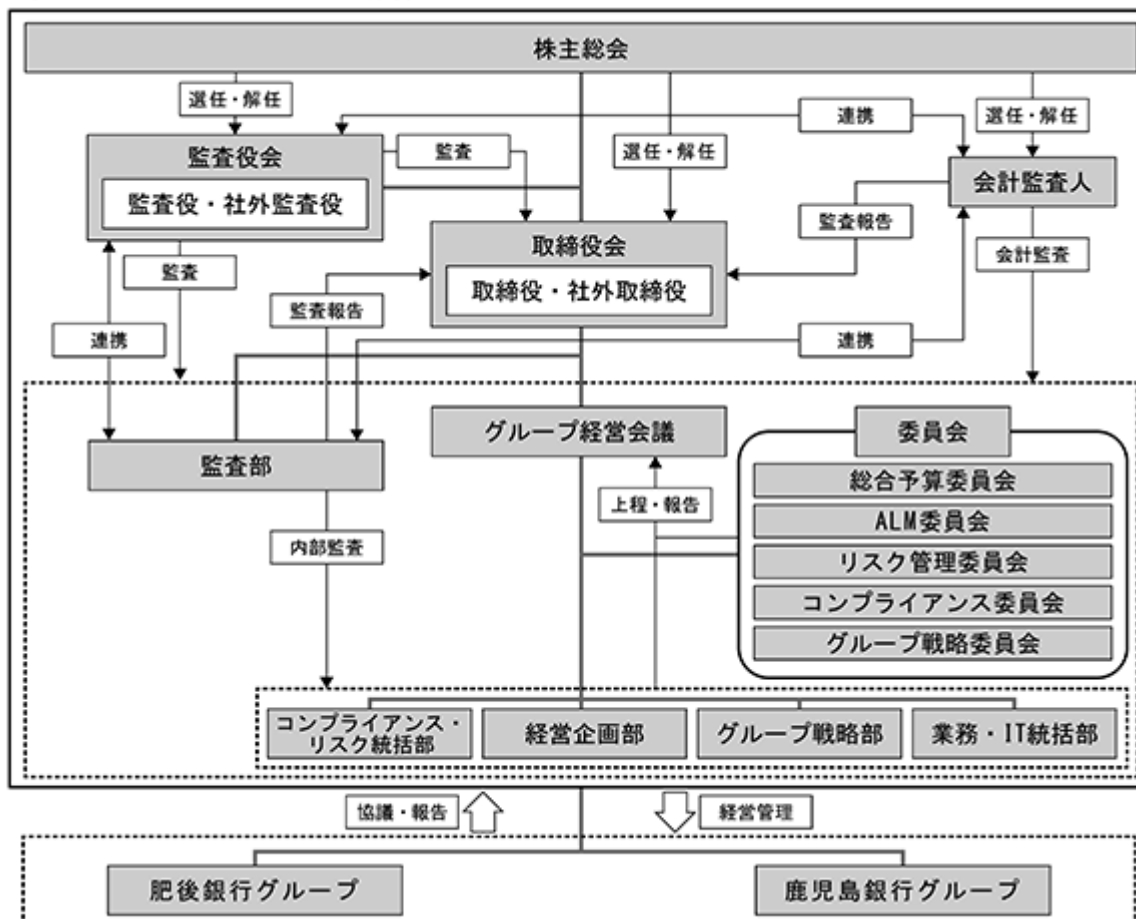 株主総会
選任・解任
連携
選任・解任
監査役会
監査
選任・解任
会計監査人
監査役・社外監査役
監査報告
取締役会
会計監査
監査
取締役・社外取締役
監査報告
連携
連携
グループ経営会議
委員会
監査部
総合予算委員会
上程・報告
ALM委員会
内部監査
リスク管理委員会
コンプライアンス委員会
グループ戦略委員会
コンプライアンス・
リスク統括部
経営企画部
グループ戦略部
業務・IT統括部
協議・報告
経営管理
肥後銀行グループ
鹿児島銀行グループ